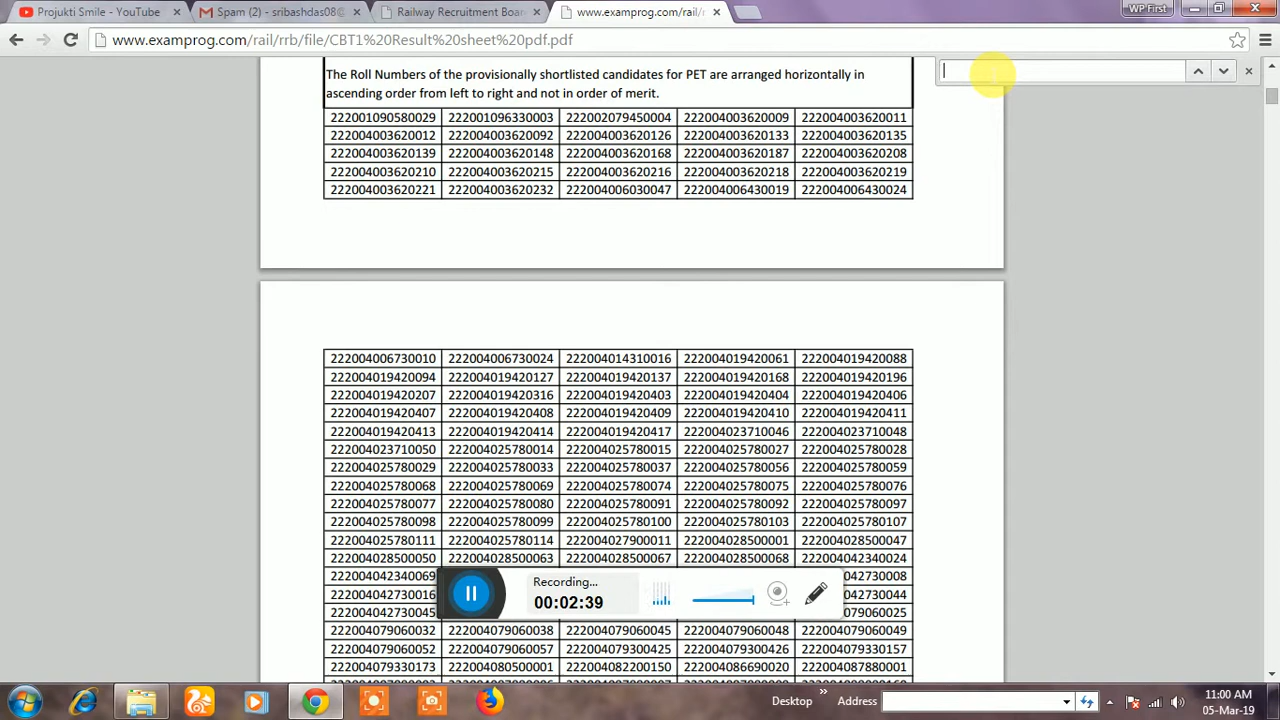 Projukti Smile - YouTube
Spam (2) - sribashdas08@
Railway Recruitment Boar
www.examprog.com/rail/r
WP First
www.examprog.com/rail/rrb/file/CBT1%20Result%20sheet%20pdf.pdf
The Roll Numbers of the provisionally shortlisted candidates for PET are arranged horizontally in
ascending order from left to right and not in order of merit.
222001090580029 222001096330003 222002079450004 222004003620009 222004003620011
222004003620012 222004003620092 222004003620126 222004003620133 222004003620135
222004003620139 222004003620148 222004003620168 222004003620187 222004003620208
222004003620210 222004003620215 222004003620216 222004003620218 222004003620219
222004003620221 222004003620232 222004006030047 222004006430019 222004006430024
222004006730010 222004006730024 222004014310016 222004019420061 222004019420088
222004019420094 222004019420127 222004019420137 222004019420168 222004019420196
222004019420207 222004019420316 222004019420403 222004019420404 222004019420406
222004019420407 222004019420408 222004019420409 222004019420410 222004019420411
222004019420413 222004019420414 222004019420417 222004023710046 222004023710048
222004023710050 222004025780014 222004025780015 222004025780027 222004025780028
222004025780029 222004025780033 222004025780037 222004025780056 222004025780059
222004025780068 222004025780069 222004025780074 222004025780075 222004025780076
222004025780077 222004025780080 222004025780091 222004025780092 222004025780097
222004025780098 222004025780099 222004025780100 222004025780103 222004025780107
222004025780111 222004025780114 222004027900011 222004028500001 222004028500047
222004028500050 222004028500063 222004028500067 222004028500068 222004042340024
222004042340069 042730008
222004042730016 042730044
222004042730045 079060025
222004079060032 222004079060038 222004079060045 222004079060048 222004079060049
222004079060052 222004079060057 222004079300425 222004079300426 222004079330157
222004079330173 222004080500001 222004082200150 222004086690020 222004087880001
Recording...
00:02:39
Desktop
Address
11:00 AM
05-Mar-19